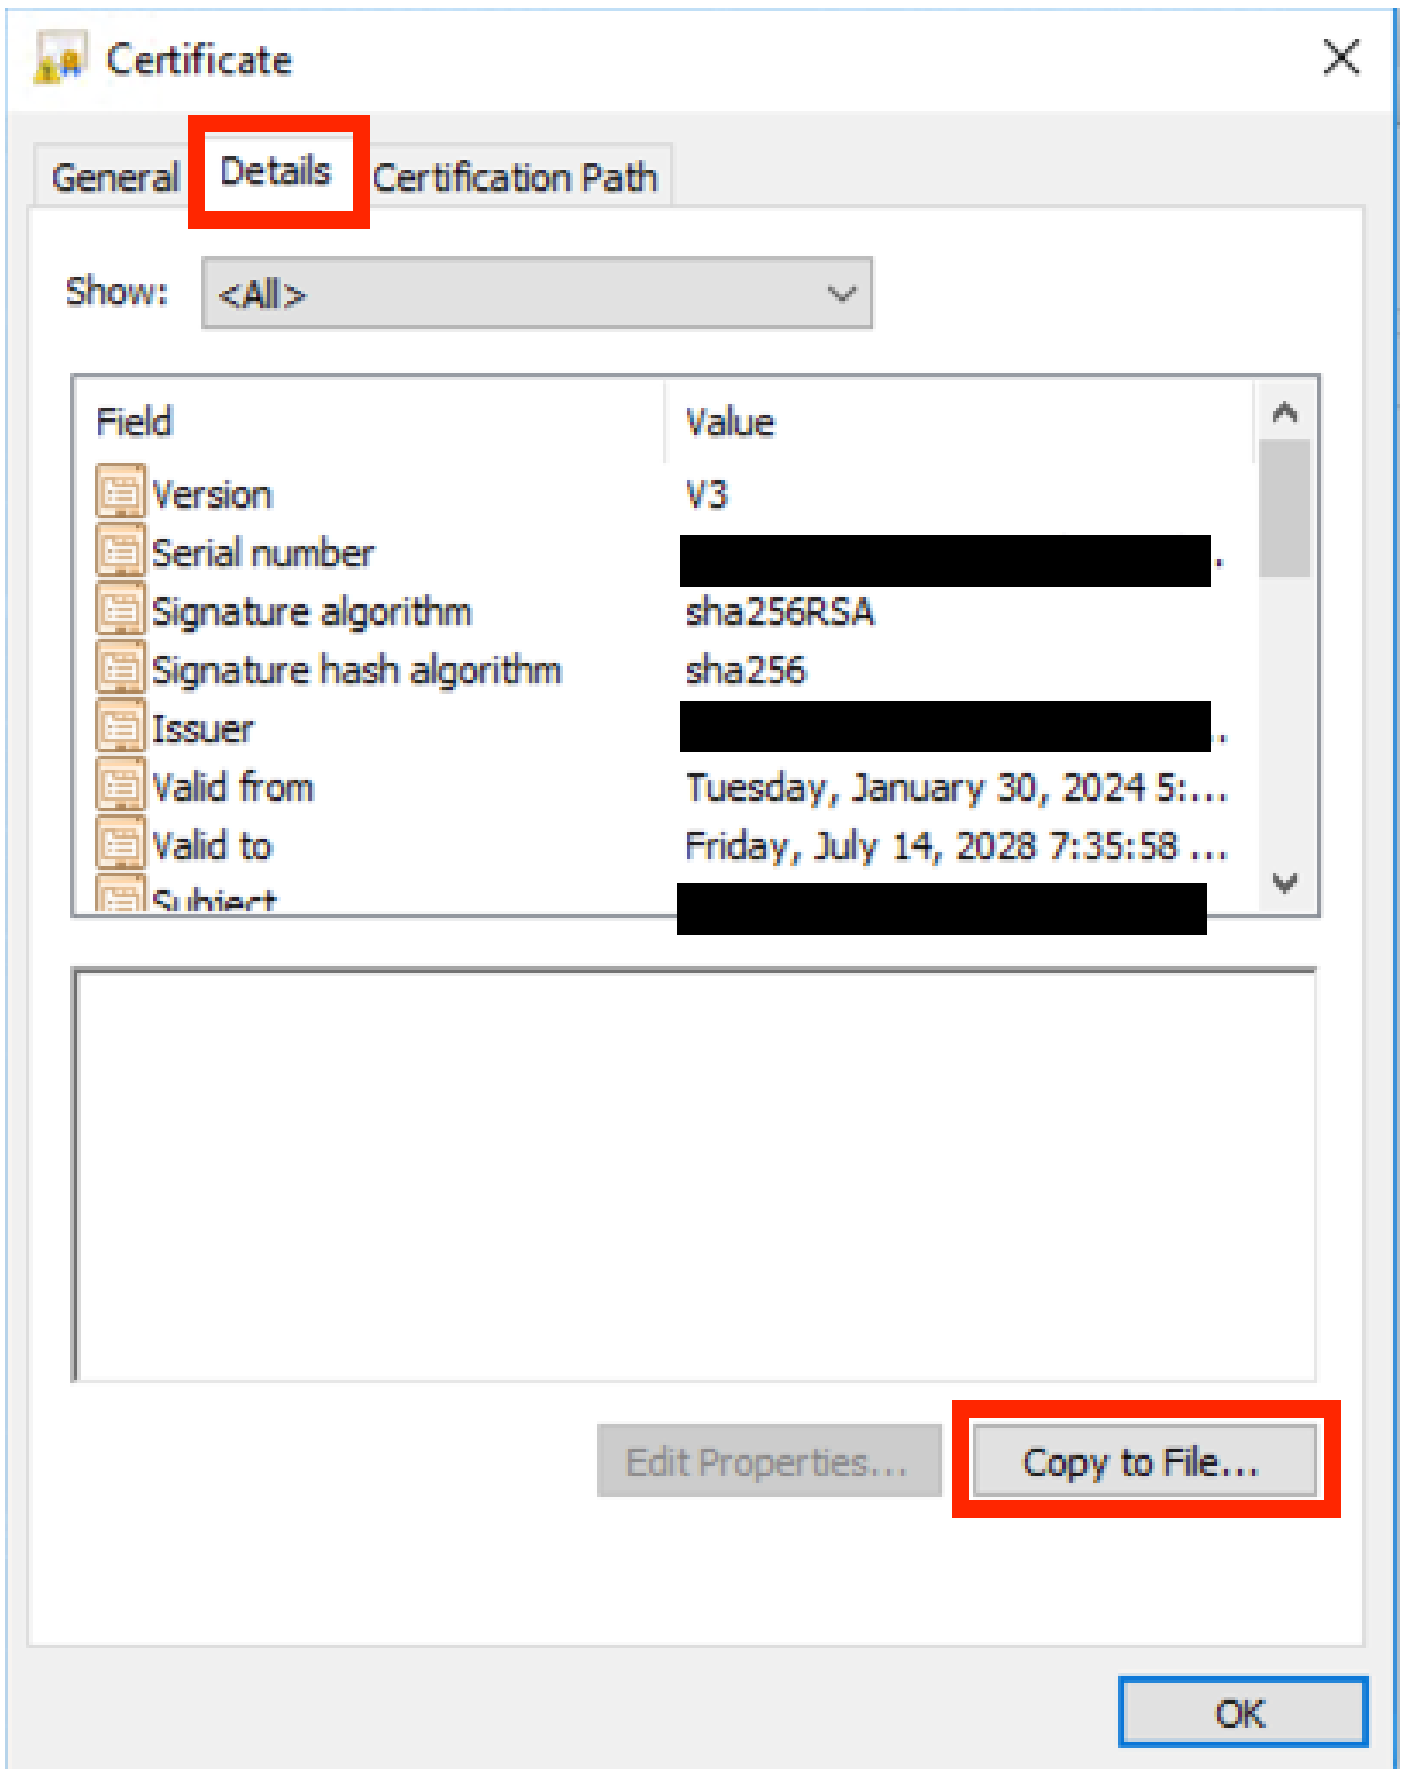 Certificate
General Details Certification Path
Show: <All>
Field Value
Version V3
Serial number .
Signature algorithm sha256RSA
Signature hash algorithm sha256
Issuer ..
Valid from Tuesday, January 30, 2024 5:...
Valid to Friday, July 14, 2028 7:35:58 ...
Subject
Edit Properties...
Copy to File...
OK